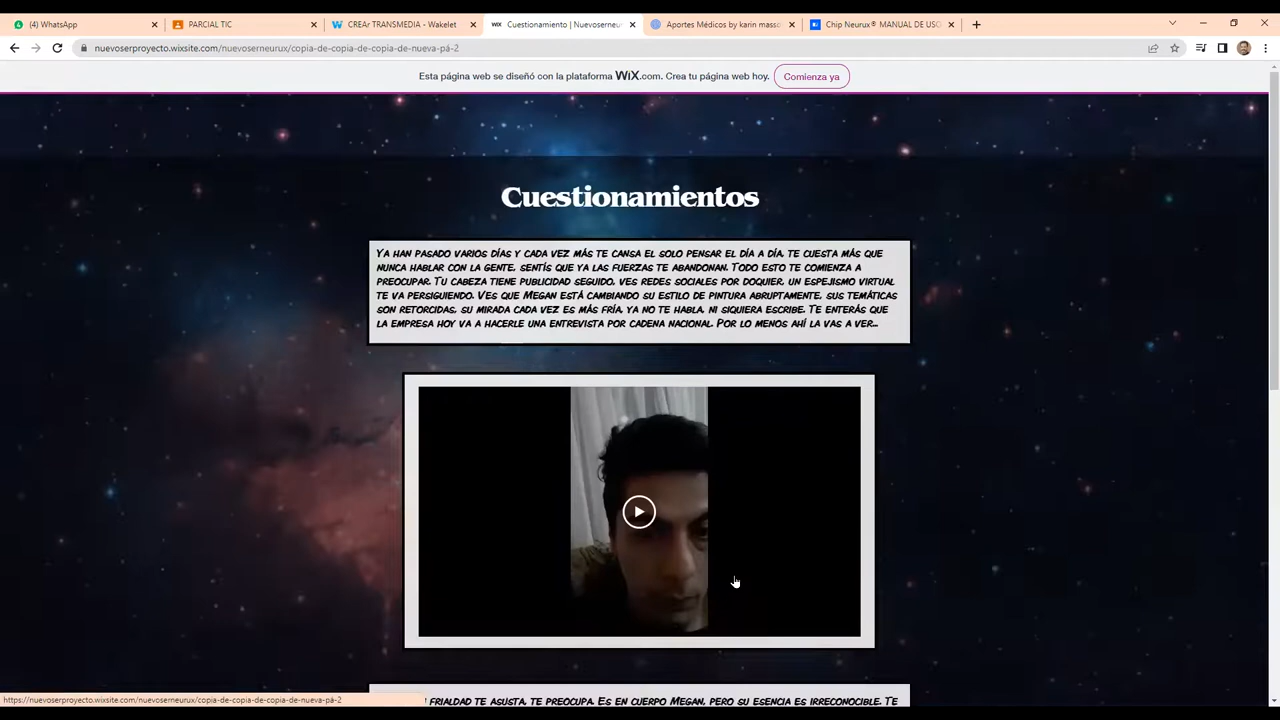 (4) WhatsApp
PARCIAL TIC
CREAr TRANSMEDIA - Wakelet
Cuestionamiento | Nuevoserneur
Aportes Médicos by karin masso
Chip Neurux® MANUAL DE USO
nuevoserproyecto.wixsite.com/nuevoserneurux/copia-de-copia-de-copia-de-nueva-pá-2
Esta página web se diseñó con la plataforma WiX.com. Crea tu página web hoy.
Comienza ya
Cuestionamientos
Ya han pasado varios días y cada vez más te cansa el solo pensar el día a día, te cuesta más que
nunca hablar con la gente, sentís que ya las fuerzas te abandonan. Todo esto te comienza a
preocupar. Tu cabeza tiene publicidad seguido, ves redes sociales por doquier, un espejismo virtual
te va persiguiendo. Ves que Megan está cambiando su estilo de pintura abruptamente, sus temáticas
son retorcidas, su mirada cada vez es más fría, ya no te habla, ni siquiera escribe. Te enterás que
la empresa hoy va a hacerle una entrevista por cadena nacional. Por lo menos ahí la vas a ver...
frialdad te asusta, te preocupa. Es en cuerpo Megan, pero su esencia es irreconocible. Te
https://nuevoserproyecto.wixsite.com/nuevoserneurux/copia-de-copia-de-copia-de-nueva-pá-2